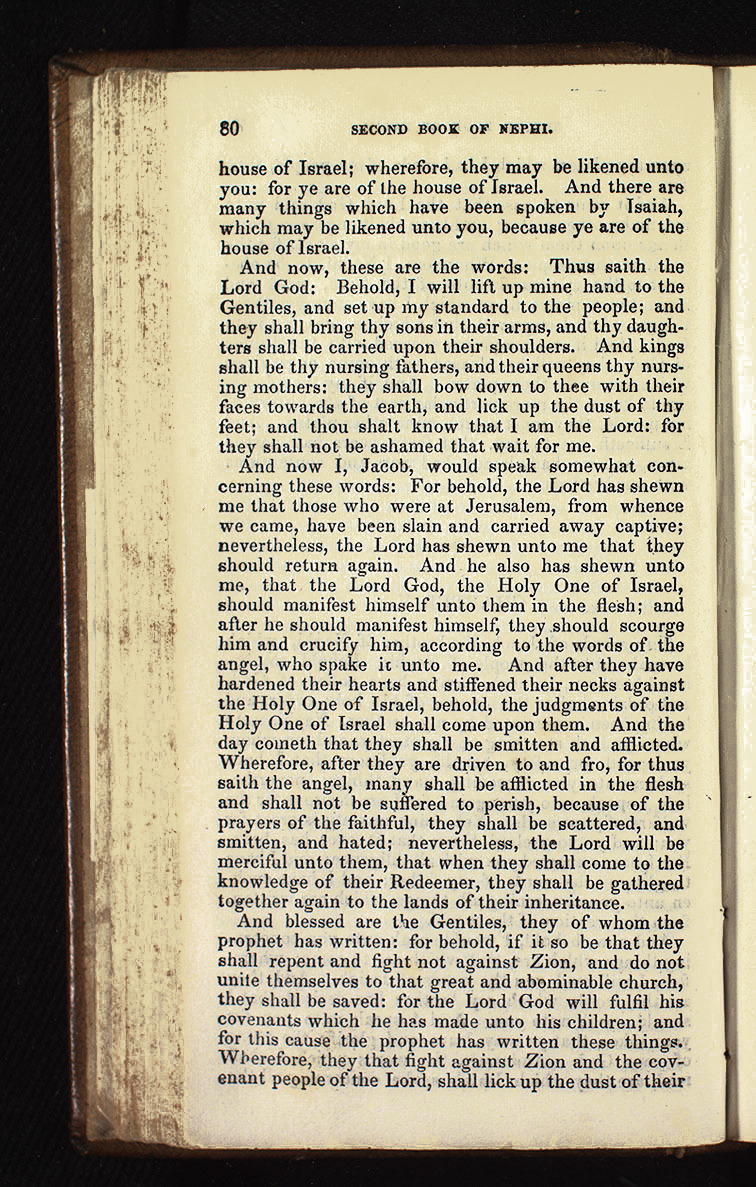 80 SECOND BOOK OF NEPHI.
house of Israel; wherefore, they may be likened unto
you: for ye are of the house of Israel. And there are
many things which have been spoken by Isaiah,
which may be likened unto you, because ye are of the
house of Israel.
And now, these are the words: Thus saith the
Lord God: Behold, I will lift up mine hand to the
Gentiles, and set up my standard to the people; and
they shall bring thy sons in their arms, and thy daugh-
ters shall be carried upon their shoulders. And kings
shall be thy nursing fathers, and their queens thy nurs-
ing mothers: they shall bow down to thee with their
faces towards the earth, and lick up the dust of thy
feet; and thou shalt know that I am the Lord: for
they shall not be ashamed that wait for me.
And now I, Jacob, would speak somewhat con-
cerning these words: For behold, the Lord has shewn
me that those who were at Jerusalem, from whence
we came, have been slain and carried away captive;
nevertheless, the Lord has shewn unto me that they
should return again. And he also has shewn unto
me, that the Lord God, the Holy One of Israel,
should manifest himself unto them in the flesh; and
after he should manifest himself, they should scourge
him and crucify him, according to the words of the
angel, who spake it unto me. And after they have
hardened their hearts and stiffened their necks against
the Holy One of Israel, behold, the judgments of the
Holy One of Israel shall come upon them. And the
day cometh that they shall be smitten and afflicted.
Wherefore, after they are driven to and fro, for thus
saith the angel, many shall be afflicted in the flesh
and shall not be suffered to perish, because of the
prayers of the faithful, they shall be scattered, and
smitten, and hated; nevertheless, the Lord will be
merciful unto them, that when they shall come to the
knowledge of their Redeemer, they shall be gathered
together again to the lands of their inheritance.
And blessed are the Gentiles, they of whom the
prophet has written: for behold, if it so be that they
shall repent and fight not against Zion, and do not
unite themselves to that great and abominable church,
they shall be saved: for the Lord God will fulfil his
covenants which he has made unto his children; and
for this cause the prophet has written these things.
Wherefore, they that fight against Zion and the cov-
enant people of the Lord, shall lick up the dust of their